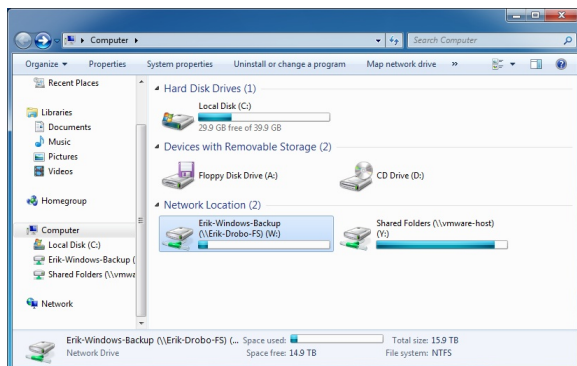 Computer
Search Computer
Organize
Properties
System properties
Uninstall or change a program
Map network drive
»
Recent Places
Libraries
Documents
Music
Pictures
Videos
Homegroup
Computer
Local Disk (C:)
Erik-Windows-Backup (
Shared Folders (\\vmwa
Network
Hard Disk Drives (1)
Local Disk (C:)
29.9 GB free of 39.9 GB
Devices with Removable Storage (2)
Floppy Disk Drive (A:)
CD Drive (D:)
Network Location (2)
Erik-Windows-Backup
(\\Erik-Drobo-FS) (W:)
Shared Folders (\\vmware-host)
(Y:)
Erik-Windows-Backup (\\Erik-Drobo-FS) (... Space used: Total size: 15.9 TB
Network Drive Space free: 14.9 TB File system: NTFS